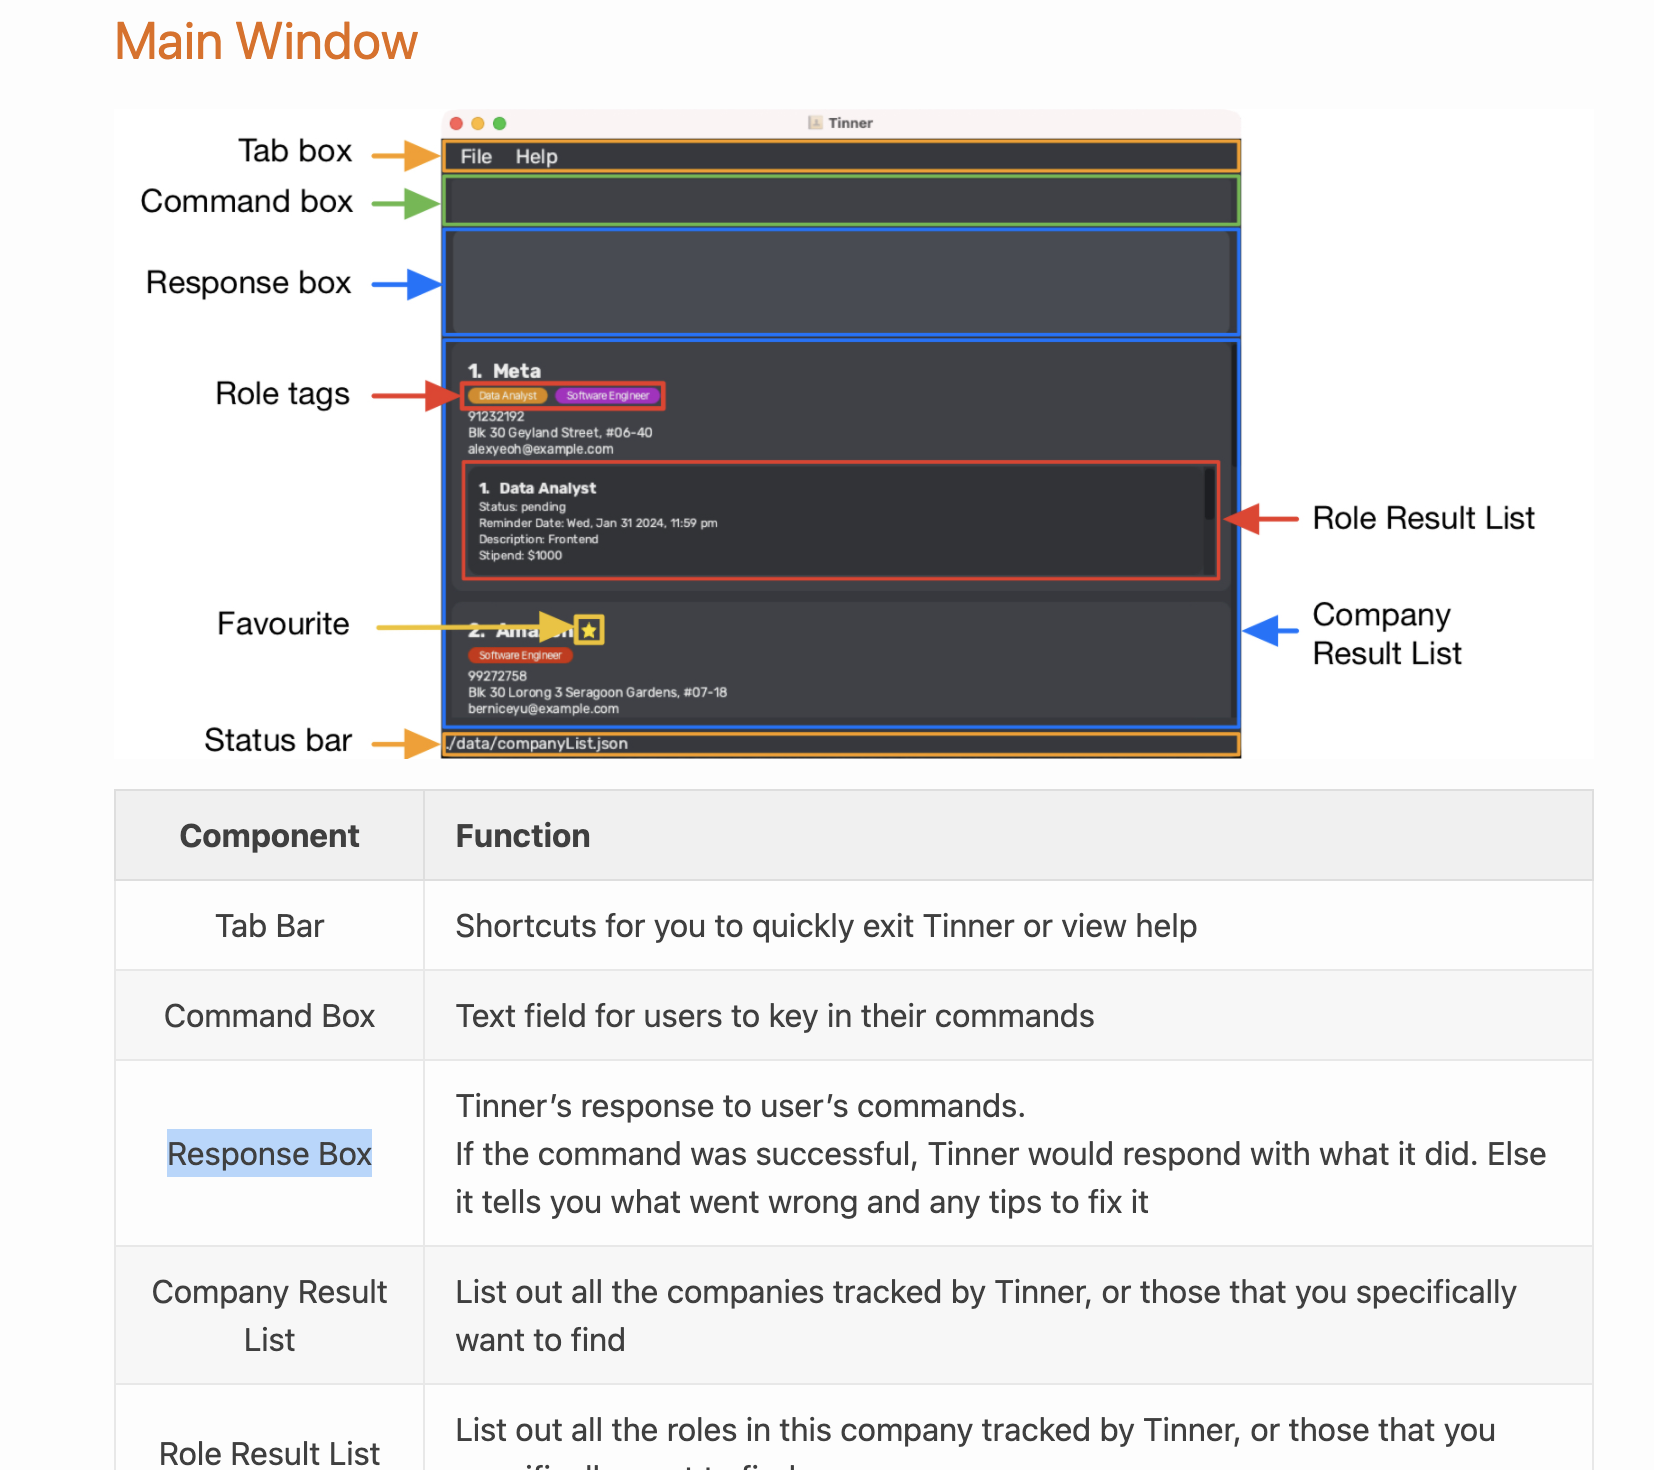 Main Window
Tinner
Tab box
File Help
Command box
Response box
1. Meta
Role tags
Data Analyst Software Engineer
91232192
Blk 30 Geyland Street, #06-40
alexyeoh@example.com
1. Data Analyst
Status: pending
Reminder Date: Wed, Jan 31 2024, 11:59 pm
Description: Frontend
Stipend: $1000
Role Result List
Favourite
2.
Software Engineer
99272758
Blk 30 Lorong 3 Seragoon Gardens, #07-18
berniceyu@example.com
Company
Result List
Status bar
./data/companyList.json
Component Function
Tab Bar Shortcuts for you to quickly exit Tinner or view help
Command Box Text field for users to key in their commands
Tinner’s response to user’s commands.
Response Box If the command was successful, Tinner would respond with what it did. Else
it tells you what went wrong and any tips to fix it
Company Result List out all the companies tracked by Tinner, or those that you specifically
List want to find
List out all the roles in this company tracked by Tinner, or those that you
Role Result List